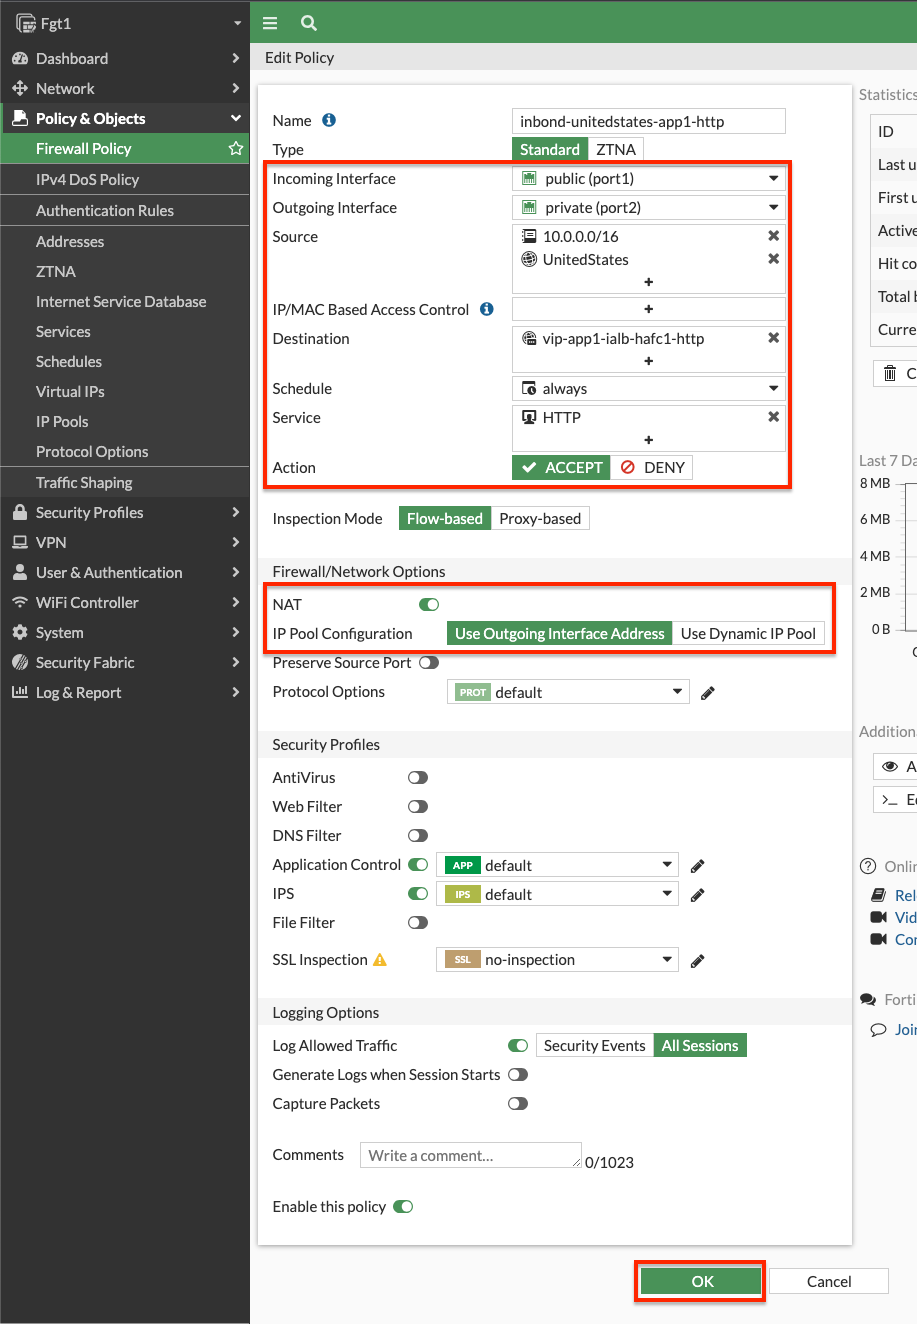 Fgt1
Dashboard
Network
Policy & Objects
Firewall Policy
IPv4 DoS Policy
Authentication Rules
Addresses
ZTNA
Internet Service Database
Services
Schedules
Virtual IPs
IP Pools
Protocol Options
Traffic Shaping
Security Profiles
VPN
User & Authentication
WiFi Controller
System
Security Fabric
Log & Report
Edit Policy
Name inbond-unitedstates-app1-http
Type Standard ZTNA
Incoming Interface public (port1)
Outgoing Interface private (port2)
Source 10.0.0.0/16
UnitedStates
+
IP/MAC Based Access Control +
Destination vip-app1-ialb-hafc1-http
+
Schedule always
Service HTTP
+
Action ACCEPT DENY
Inspection Mode Flow-based Proxy-based
Firewall/Network Options
NAT
IP Pool Configuration Use Outgoing Interface Address Use Dynamic IP Pool
Preserve Source Port
Protocol Options PROT default
Security Profiles
AntiVirus
Web Filter
DNS Filter
Application Control APP default
IPS IPS default
File Filter
SSL Inspection SSL no-inspection
Logging Options
Log Allowed Traffic Security Events All Sessions
Generate Logs when Session Starts
Capture Packets
Comments Write a comment... 0/1023
Enable this policy
OK Cancel
Statistics
ID
Last u
First u
Active
Hit co
Total b
Curre
C
Last 7 Da
8 MB
6 MB
4 MB
2 MB
0 B
Addition
A
>_ Ed
Onlin
Rel
Vid
Con
Forti
Join